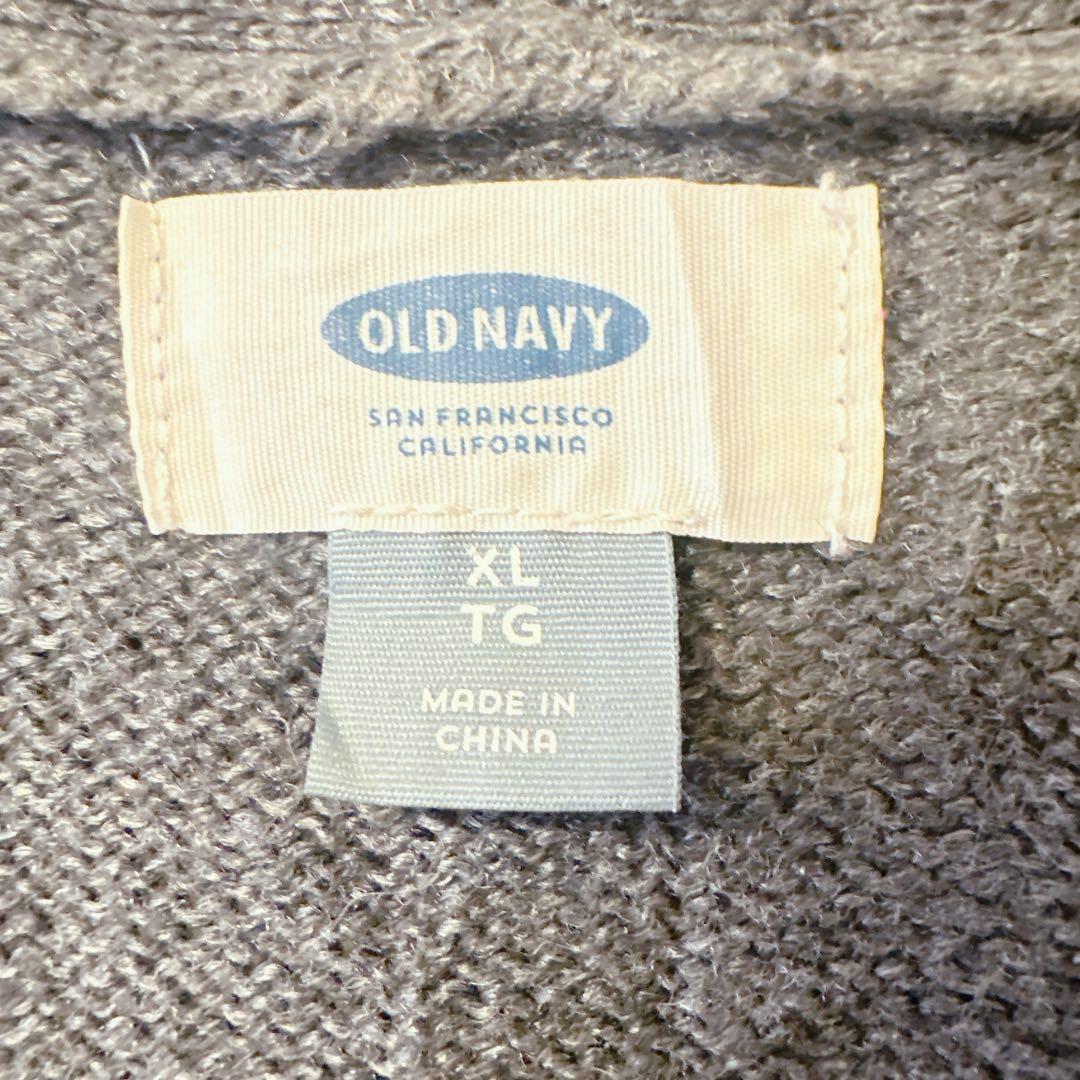 OLD NAVY
SAN FRANCISCO
CALIFORNIA
XL
TG
MADE IN
CHINA